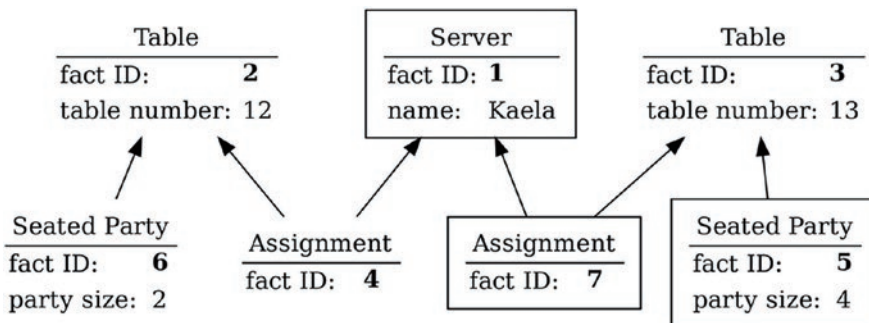 Table
fact ID: 2
table number: 12
Server
fact ID: 1
name: Kaela
Table
fact ID: 3
table number: 13
Seated Party
fact ID: 6
party size: 2
Assignment
fact ID: 4
Assignment
fact ID: 7
Seated Party
fact ID: 5
party size: 4